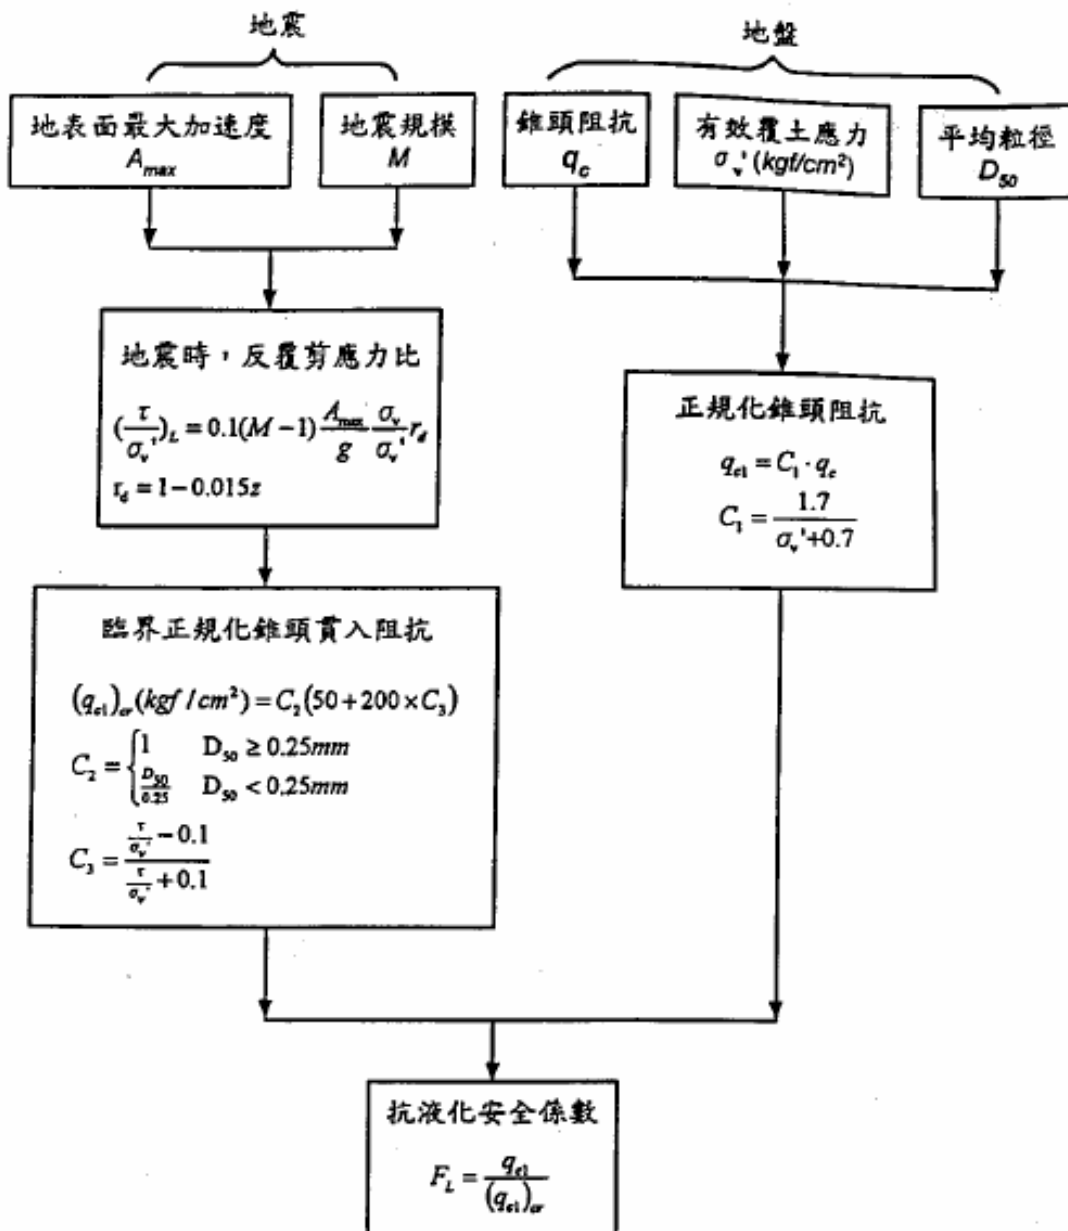 地震
地盤
地表面最大加速度
A_max
地震規模
M
錐頭阻抗
q_c
有效覆土應力
σ_v' (kgf/cm²)
平均粒徑
D_50
地震時，反覆剪應力比
(τ/σ_v')_L = 0.1(M−1) A_max/g σ_v/σ_v' r_d
r_d = 1−0.015z
正規化錐頭阻抗
q_c1 = C_1 · q_c
C_1 = 1.7/(σ_v'+0.7)
臨界正規化錐頭貫入阻抗
(q_c1)_cr (kgf/cm²) = C_2(50+200×C_3)
C_2 = { 1 D_50 ≥ 0.25mm
D_50/0.25 D_50 < 0.25mm
C_3 = (τ/σ_v' − 0.1)/(τ/σ_v' + 0.1)
抗液化安全係數
F_L = q_c1/(q_c1)_cr